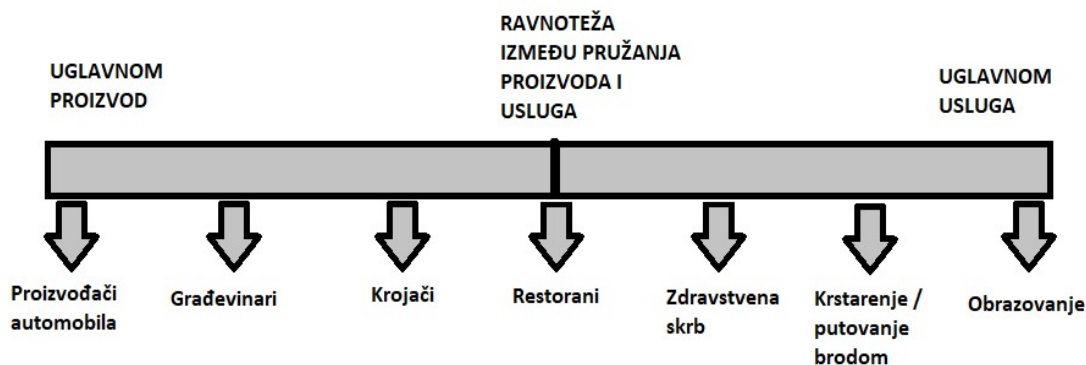 UGLAVNOM
PROIZVOD
RAVNOTEŽA
IZMEĐU PRUŽANJA
PROIZVODA I
USLUGA
UGLAVNOM
USLUGA
Proizvođači
automobila
Građevinari
Krojači
Restorani
Zdravstvena
skrb
Krstarenje /
putovanje
brodom
Obrazovanje